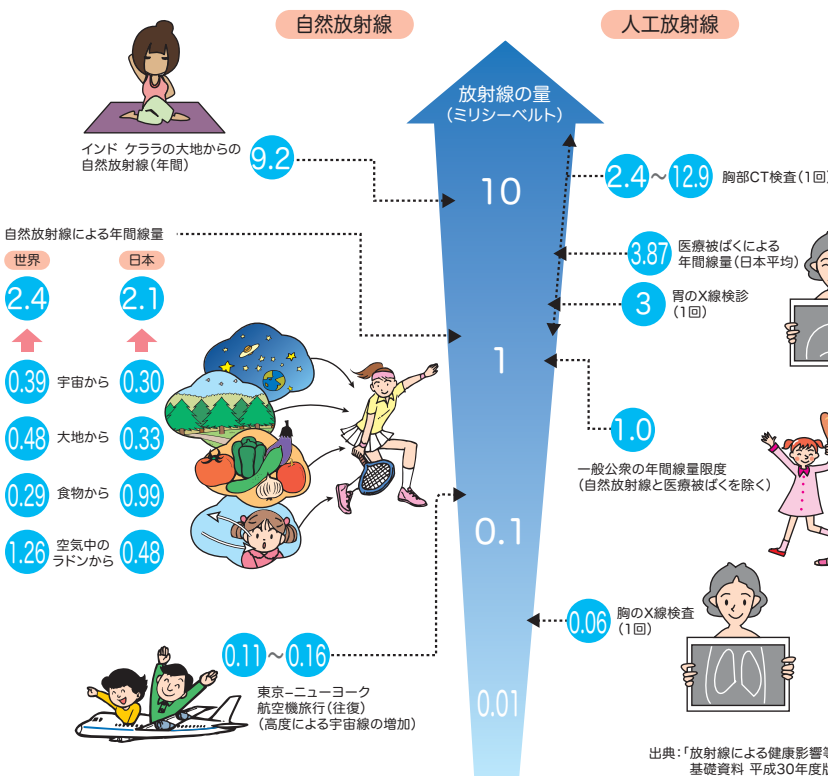 自然放射線
人工放射線
放射線の量
(ミリシーベルト)
10
1
0.1
0.01
インド ケララの大地からの
自然放射線(年間)
9.2
自然放射線による年間線量
世界
日本
2.4
2.1
0.39 宇宙から 0.30
0.48 大地から 0.33
0.29 食物から 0.99
1.26 空気中の
ラドンから 0.48
0.11~0.16
東京−ニューヨーク
航空機旅行(往復)
(高度による宇宙線の増加)
2.4~12.9 胸部CT検査(1回)
3.87 医療被ばくによる
年間線量(日本平均)
3 胃のX線検診
(1回)
1.0
一般公衆の年間線量限度
(自然放射線と医療被ばくを除く)
0.06 胸のX線検査
(1回)
出典:「放射線による健康影響等
基礎資料 平成30年度版